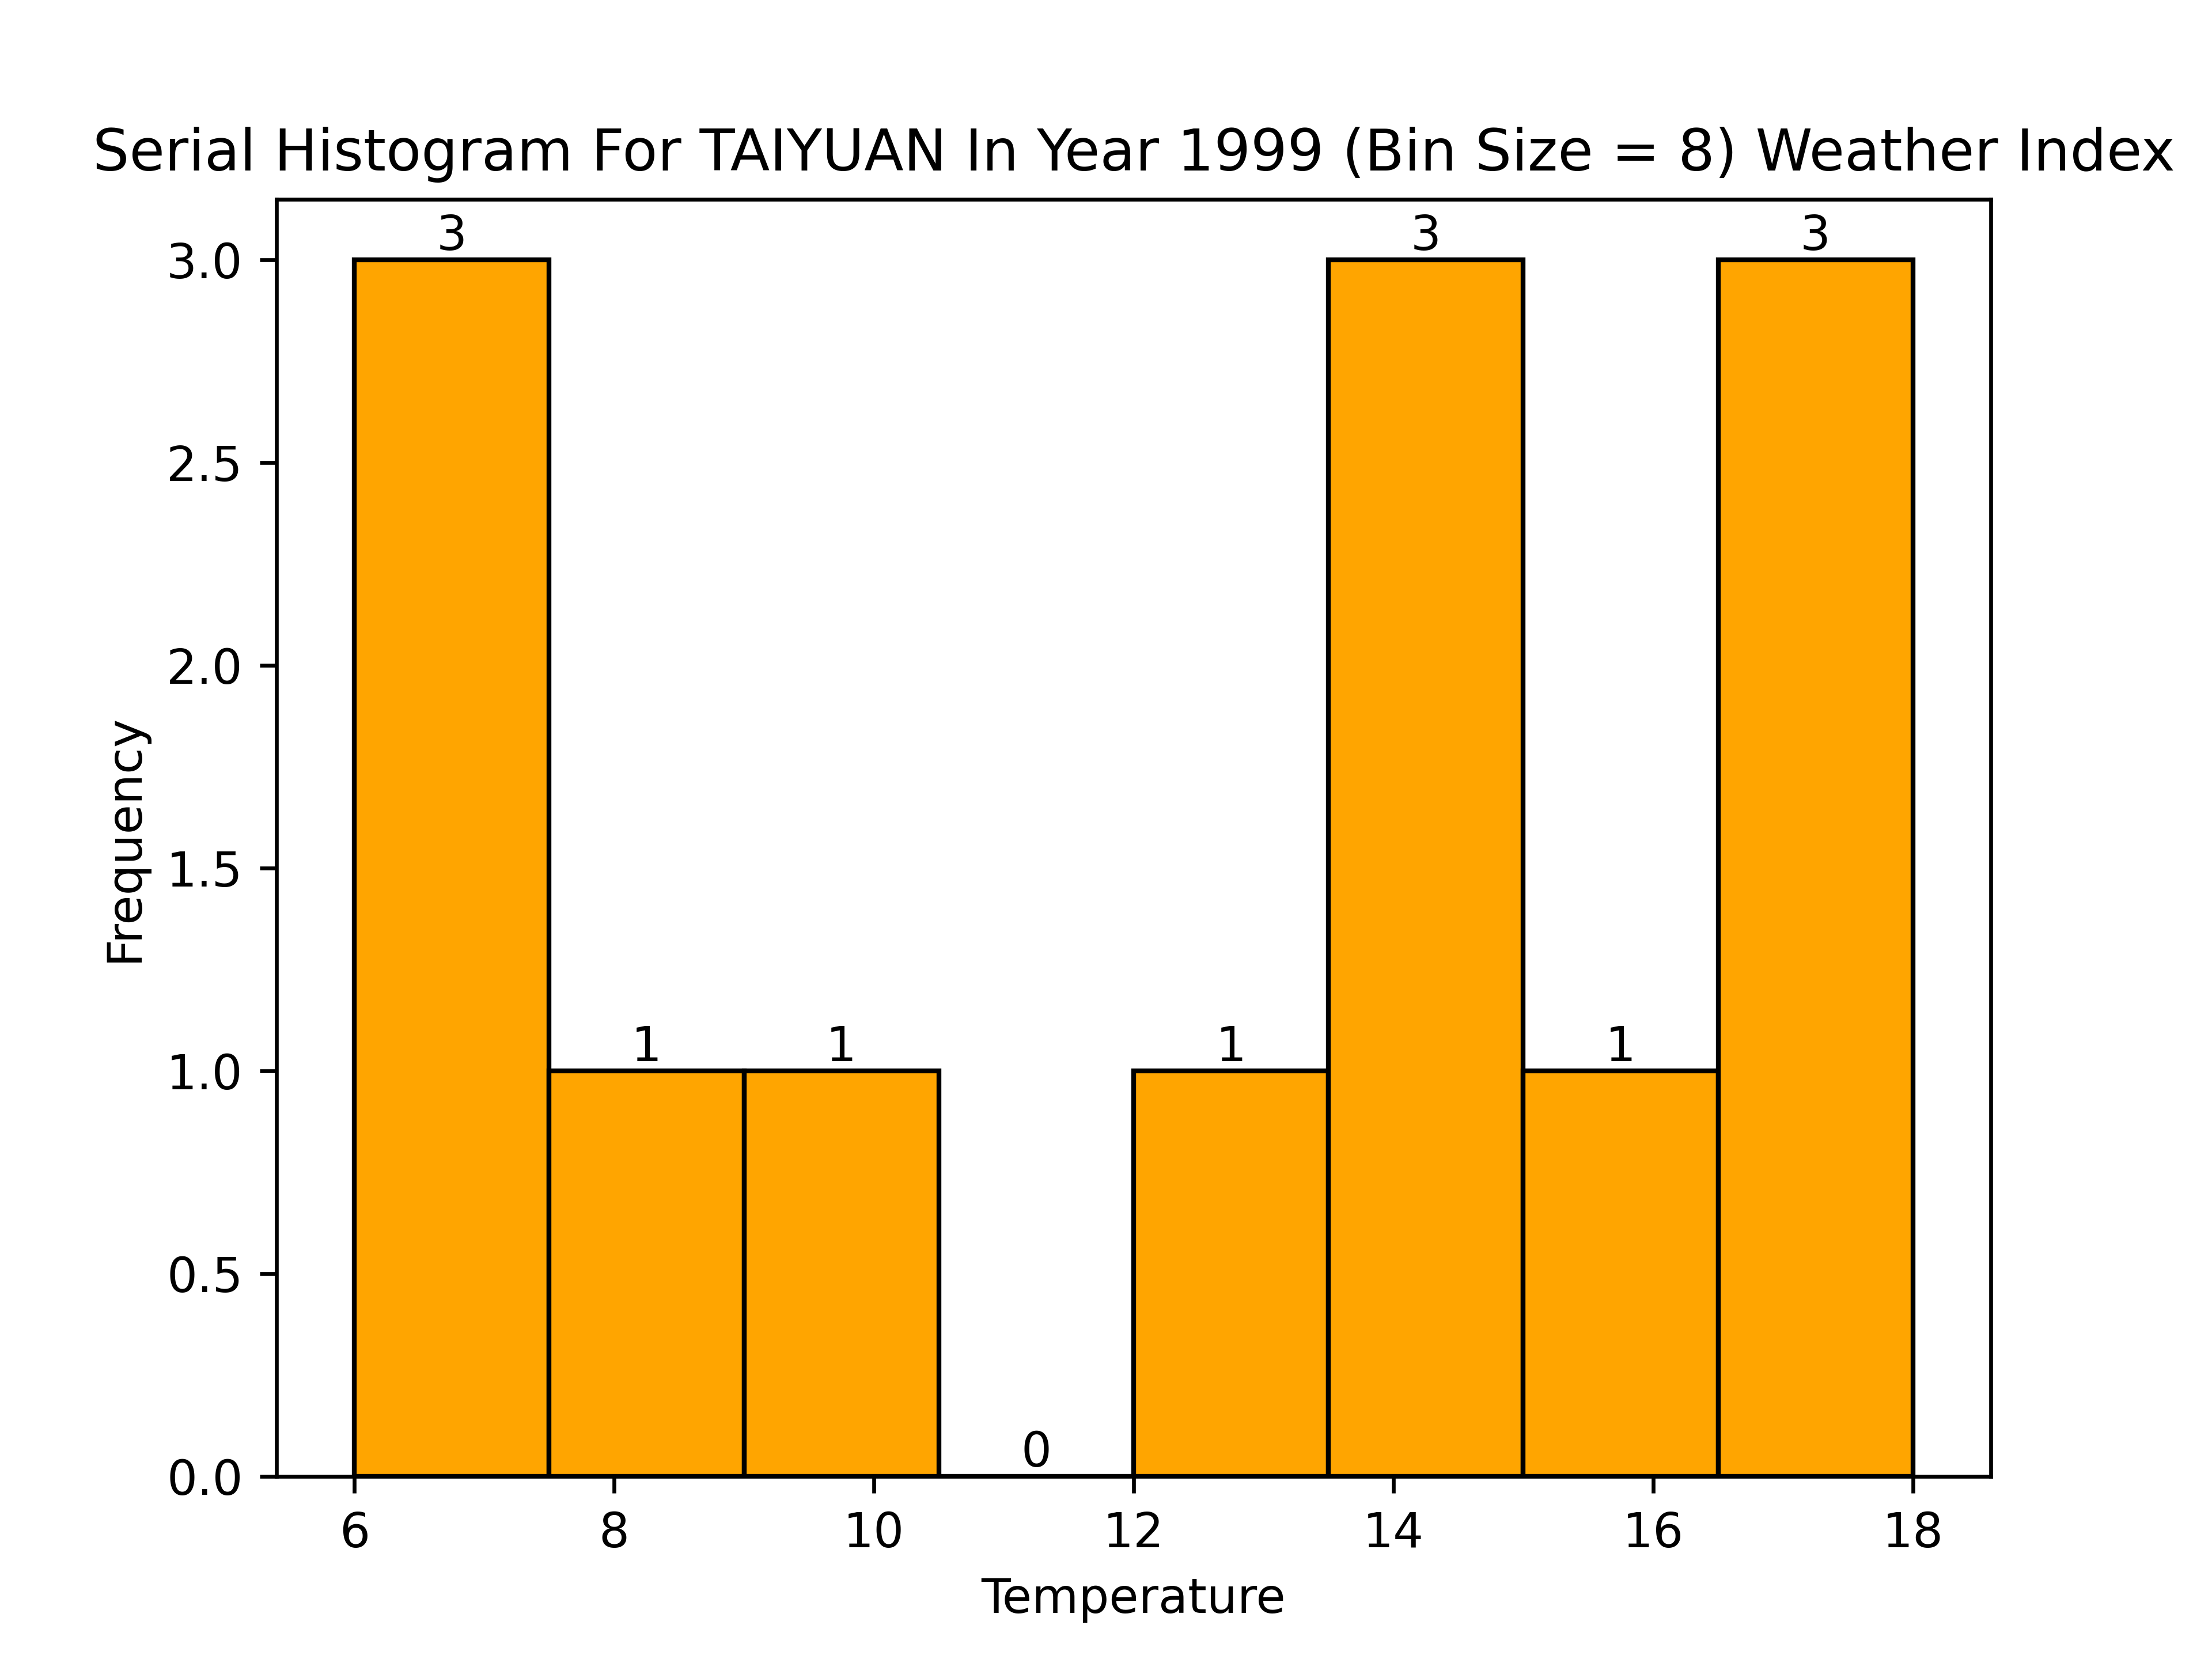 Serial Histogram For TAIYUAN In Year 1999 (Bin Size = 8) Weather Index
3 3 3
3.0
2.5
2.0
Frequency
1.5
1 1 1 1
1.0
0.5
0
0.0
6 8 10 12 14 16 18
Temperature